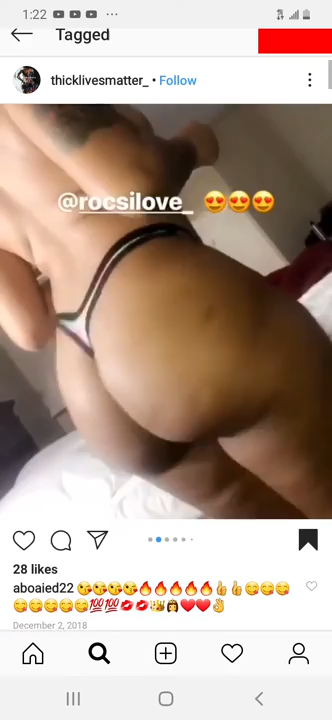 1:22
Tagged
thicklivesmatter_ • Follow
@rocsilove_ 😍😍😍
28 likes
aboaied22 😘😘😘😘🔥🔥🔥🔥🔥👍👍😋😋😋
😋😋😋😋😋💯💯💋💋👑👸❤️❤️✌️
December 2, 2018